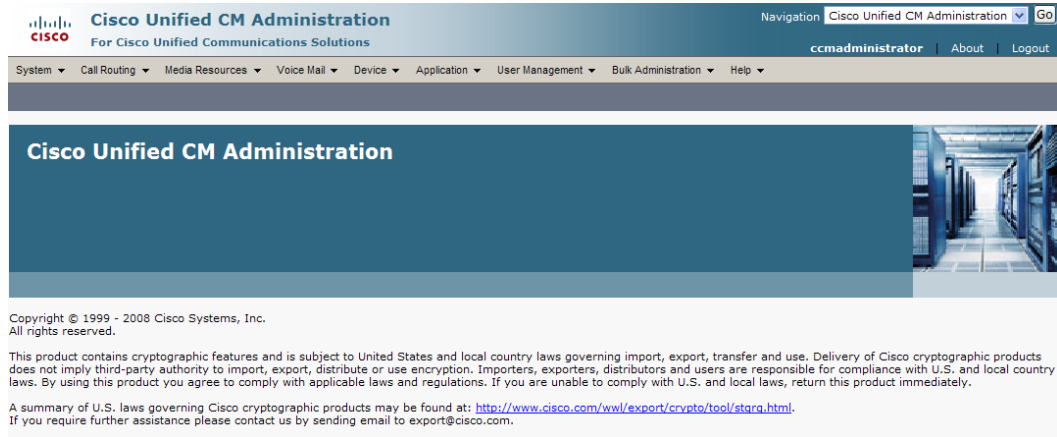 CISCO
Cisco Unified CM Administration
For Cisco Unified Communications Solutions
Navigation Cisco Unified CM Administration Go
ccmadministrator | About | Logout
System Call Routing Media Resources Voice Mail Device Application User Management Bulk Administration Help
Cisco Unified CM Administration
Copyright © 1999 - 2008 Cisco Systems, Inc.
All rights reserved.
This product contains cryptographic features and is subject to United States and local country laws governing import, export, transfer and use. Delivery of Cisco cryptographic products
does not imply third-party authority to import, export, distribute or use encryption. Importers, exporters, distributors and users are responsible for compliance with U.S. and local country
laws. By using this product you agree to comply with applicable laws and regulations. If you are unable to comply with U.S. and local laws, return this product immediately.
A summary of U.S. laws governing Cisco cryptographic products may be found at: http://www.cisco.com/wwl/export/crypto/tool/stqrg.html.
If you require further assistance please contact us by sending email to export@cisco.com.